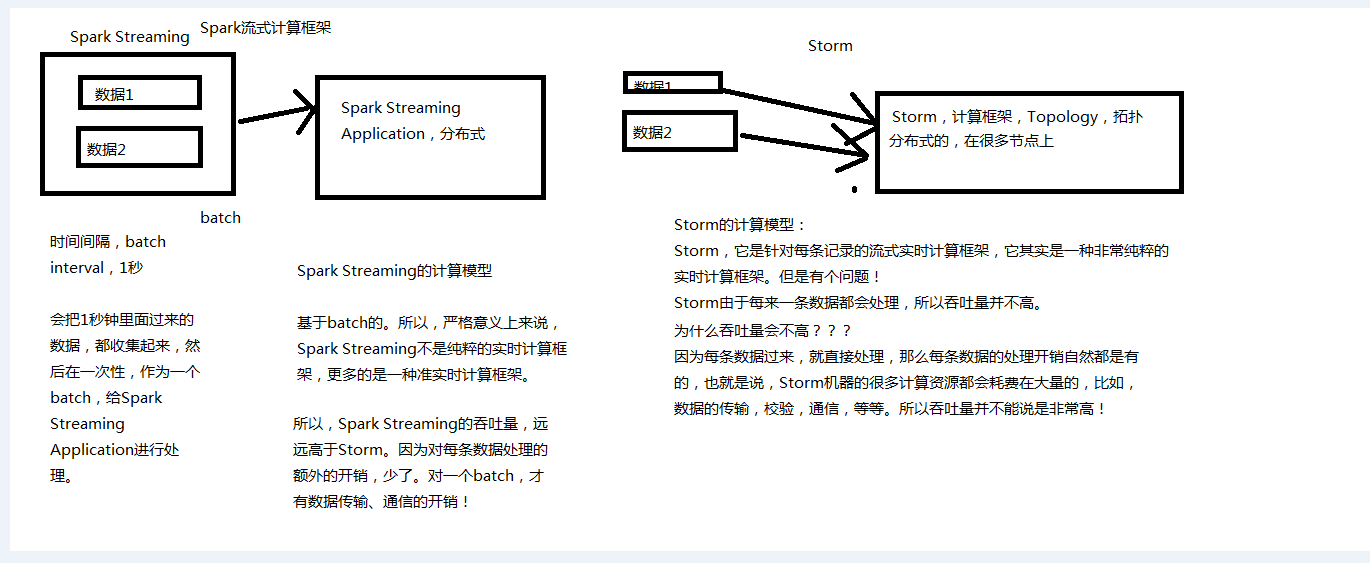 Spark流式计算框架
Spark Streaming
数据1
数据2
Spark Streaming
Application，分布式
batch
时间间隔，batch
interval，1秒
会把1秒钟里面过来的
数据，都收集起来，然
后在一次性，作为一个
batch，给Spark
Streaming
Application进行处
理。
Spark Streaming的计算模型
基于batch的。所以，严格意义上来说，
Spark Streaming不是纯粹的实时计算框
架，更多的是一种准实时计算框架。
所以，Spark Streaming的吞吐量，远
远高于Storm。因为对每条数据处理的
额外的开销，少了。对一个batch，才
有数据传输、通信的开销！
Storm
数据1
数据2
Storm，计算框架，Topology，拓扑
分布式的，在很多节点上
Storm的计算模型：
Storm，它是针对每条记录的流式实时计算框架，它其实是一种非常纯粹的
实时计算框架。但是有个问题！
Storm由于每来一条数据都会处理，所以吞吐量并不高。
为什么吞吐量会不高？？？
因为每条数据过来，就直接处理，那么每条数据的处理开销自然都是有
的，也就是说，Storm机器的很多计算资源都会耗费在大量的，比如，
数据的传输，校验，通信，等等。所以吞吐量并不能说是非常高！